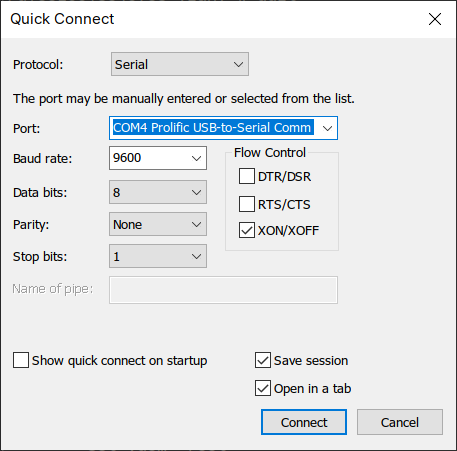 Quick Connect
Protocol: Serial
The port may be manually entered or selected from the list.
Port: COM4 Prolific USB-to-Serial Comm
Baud rate: 9600
Flow Control
DTR/DSR
Data bits: 8
RTS/CTS
Parity: None
XON/XOFF
Stop bits: 1
Name of pipe:
Show quick connect on startup
Save session
Open in a tab
Connect
Cancel